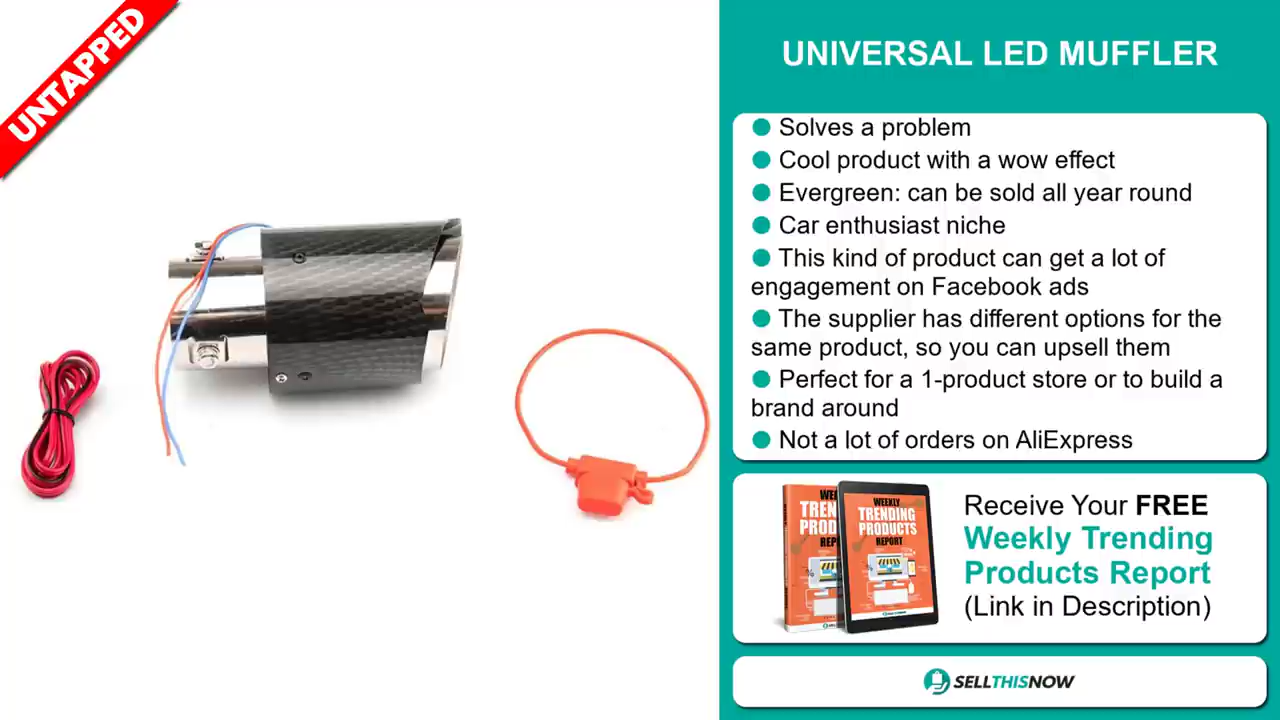 UNTAPPED
UNIVERSAL LED MUFFLER
Solves a problem
Cool product with a wow effect
Evergreen: can be sold all year round
Car enthusiast niche
This kind of product can get a lot of
engagement on Facebook ads
The supplier has different options for the
same product, so you can upsell them
Perfect for a 1-product store or to build a
brand around
Not a lot of orders on AliExpress
WEEKLY
TRENDING
PRODUCTS
REPORT
Receive Your FREE
Weekly Trending
Products Report
(Link in Description)
SELLTHISNOW